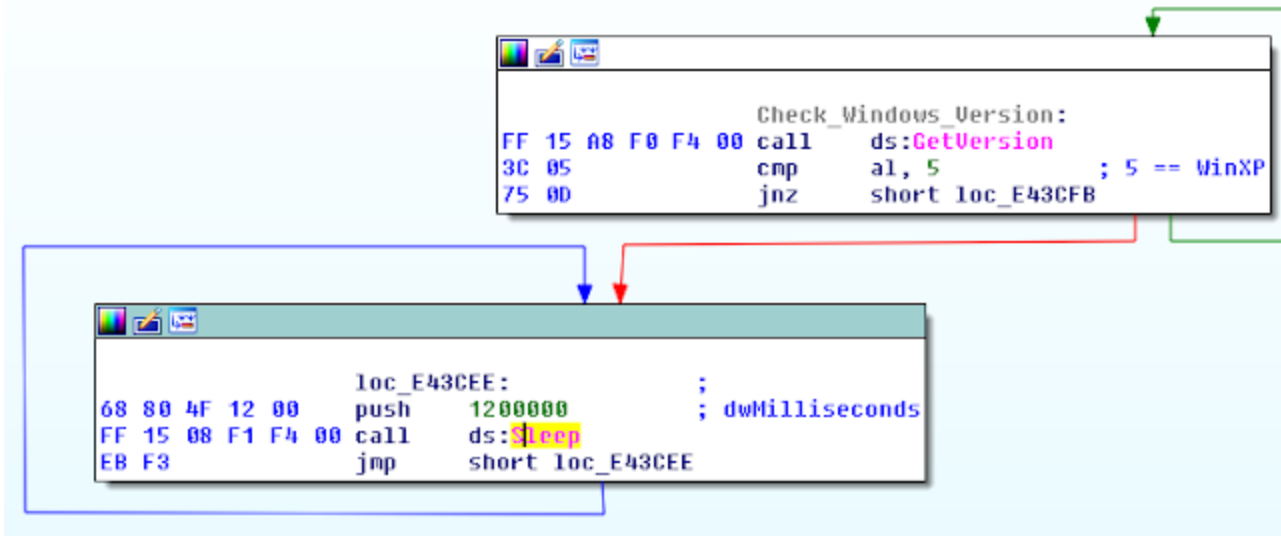 Check_Windows_Version:
FF 15 A8 F0 F4 00 call ds:GetVersion
3C 05 cmp al, 5 ; 5 == WinXP
75 0D jnz short loc_E43CFB
loc_E43CEE: ;
68 80 4F 12 00 push 1200000 ; dwMilliseconds
FF 15 08 F1 F4 00 call ds:Sleep
EB F3 jmp short loc_E43CEE